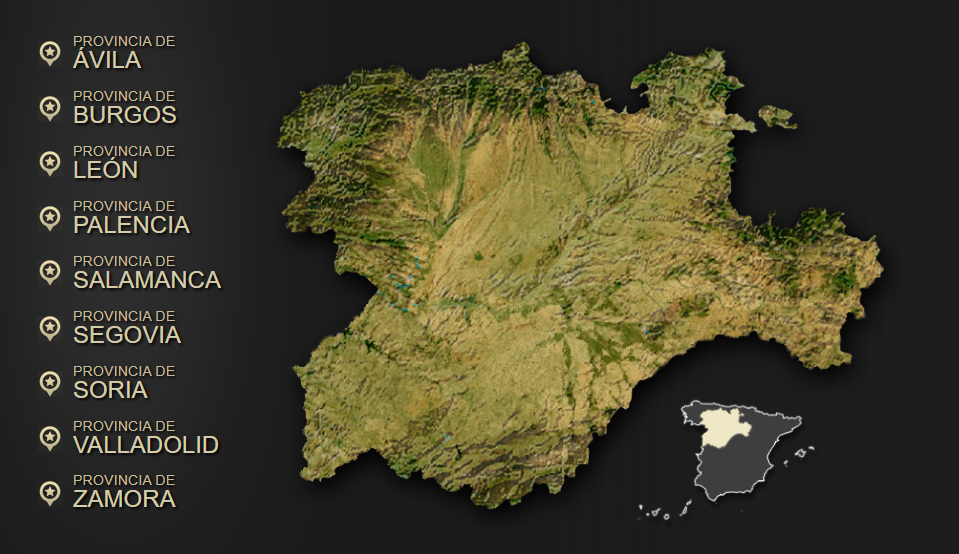 PROVINCIA DE
ÁVILA
PROVINCIA DE
BURGOS
PROVINCIA DE
LEÓN
PROVINCIA DE
PALENCIA
PROVINCIA DE
SALAMANCA
PROVINCIA DE
SEGOVIA
PROVINCIA DE
SORIA
PROVINCIA DE
VALLADOLID
PROVINCIA DE
ZAMORA